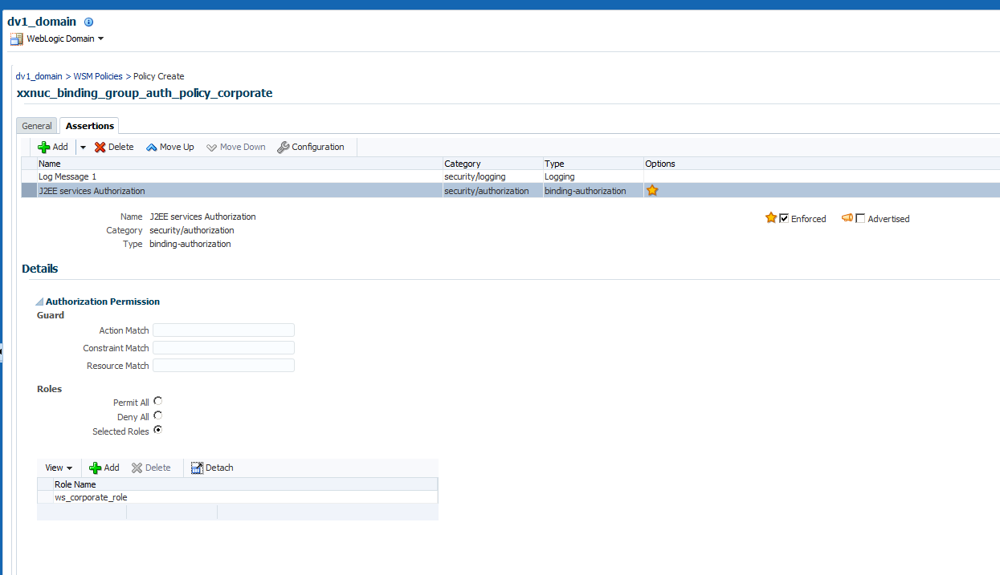 dv1_domain
WebLogic Domain
dv1_domain > WSM Policies > Policy Create
xxnuc_binding_group_auth_policy_corporate
General Assertions
Add Delete Move Up Move Down Configuration
Name Category Type Options
Log Message 1 security/logging Logging
J2EE services Authorization security/authorization binding-authorization
Name J2EE services Authorization Enforced Advertised
Category security/authorization
Type binding-authorization
Details
Authorization Permission
Guard
Action Match
Constraint Match
Resource Match
Roles
Permit All
Deny All
Selected Roles
View Add Delete Detach
Role Name
ws_corporate_role